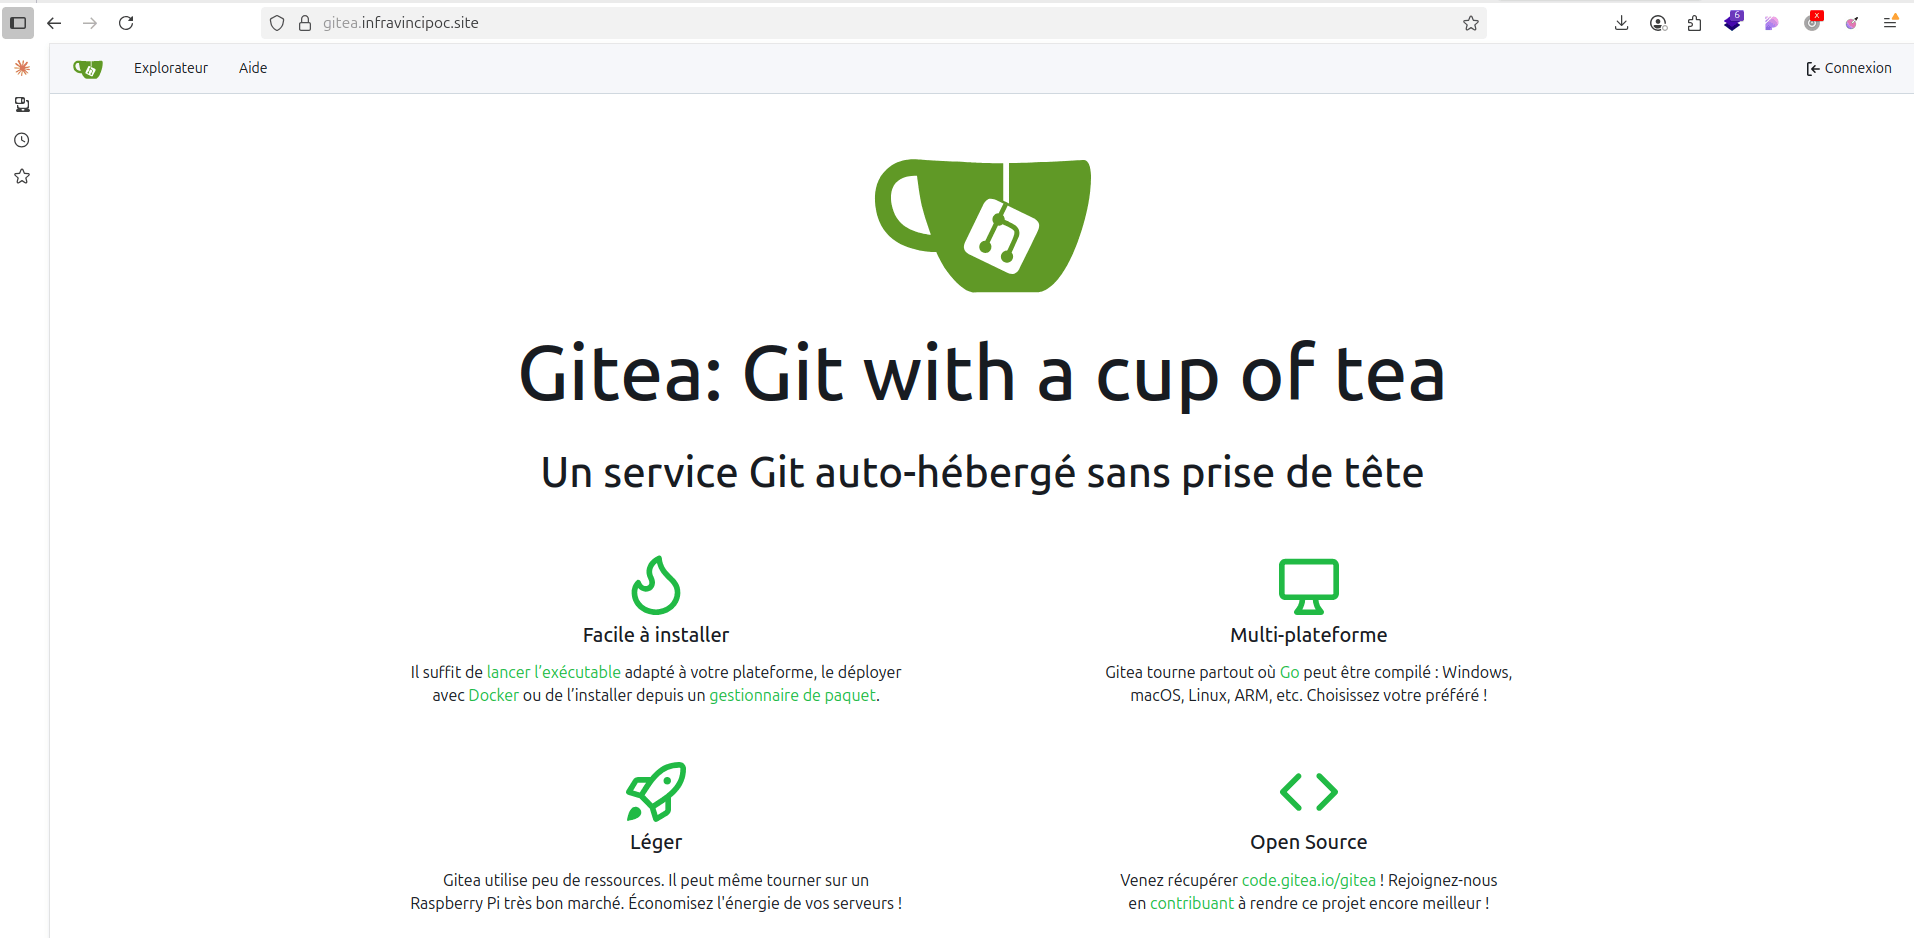 gitea.infravincipoc.site
6
x
Explorateur
Aide
Connexion
Gitea: Git with a cup of tea
Un service Git auto-hébergé sans prise de tête
Facile à installer
Il suffit de lancer l’exécutable adapté à votre plateforme, le déployer
avec Docker ou de l’installer depuis un gestionnaire de paquet.
Multi-plateforme
Gitea tourne partout où Go peut être compilé : Windows,
macOS, Linux, ARM, etc. Choisissez votre préféré !
Léger
Gitea utilise peu de ressources. Il peut même tourner sur un
Raspberry Pi très bon marché. Économisez l'énergie de vos serveurs !
Open Source
Venez récupérer code.gitea.io/gitea ! Rejoignez-nous
en contribuant à rendre ce projet encore meilleur !